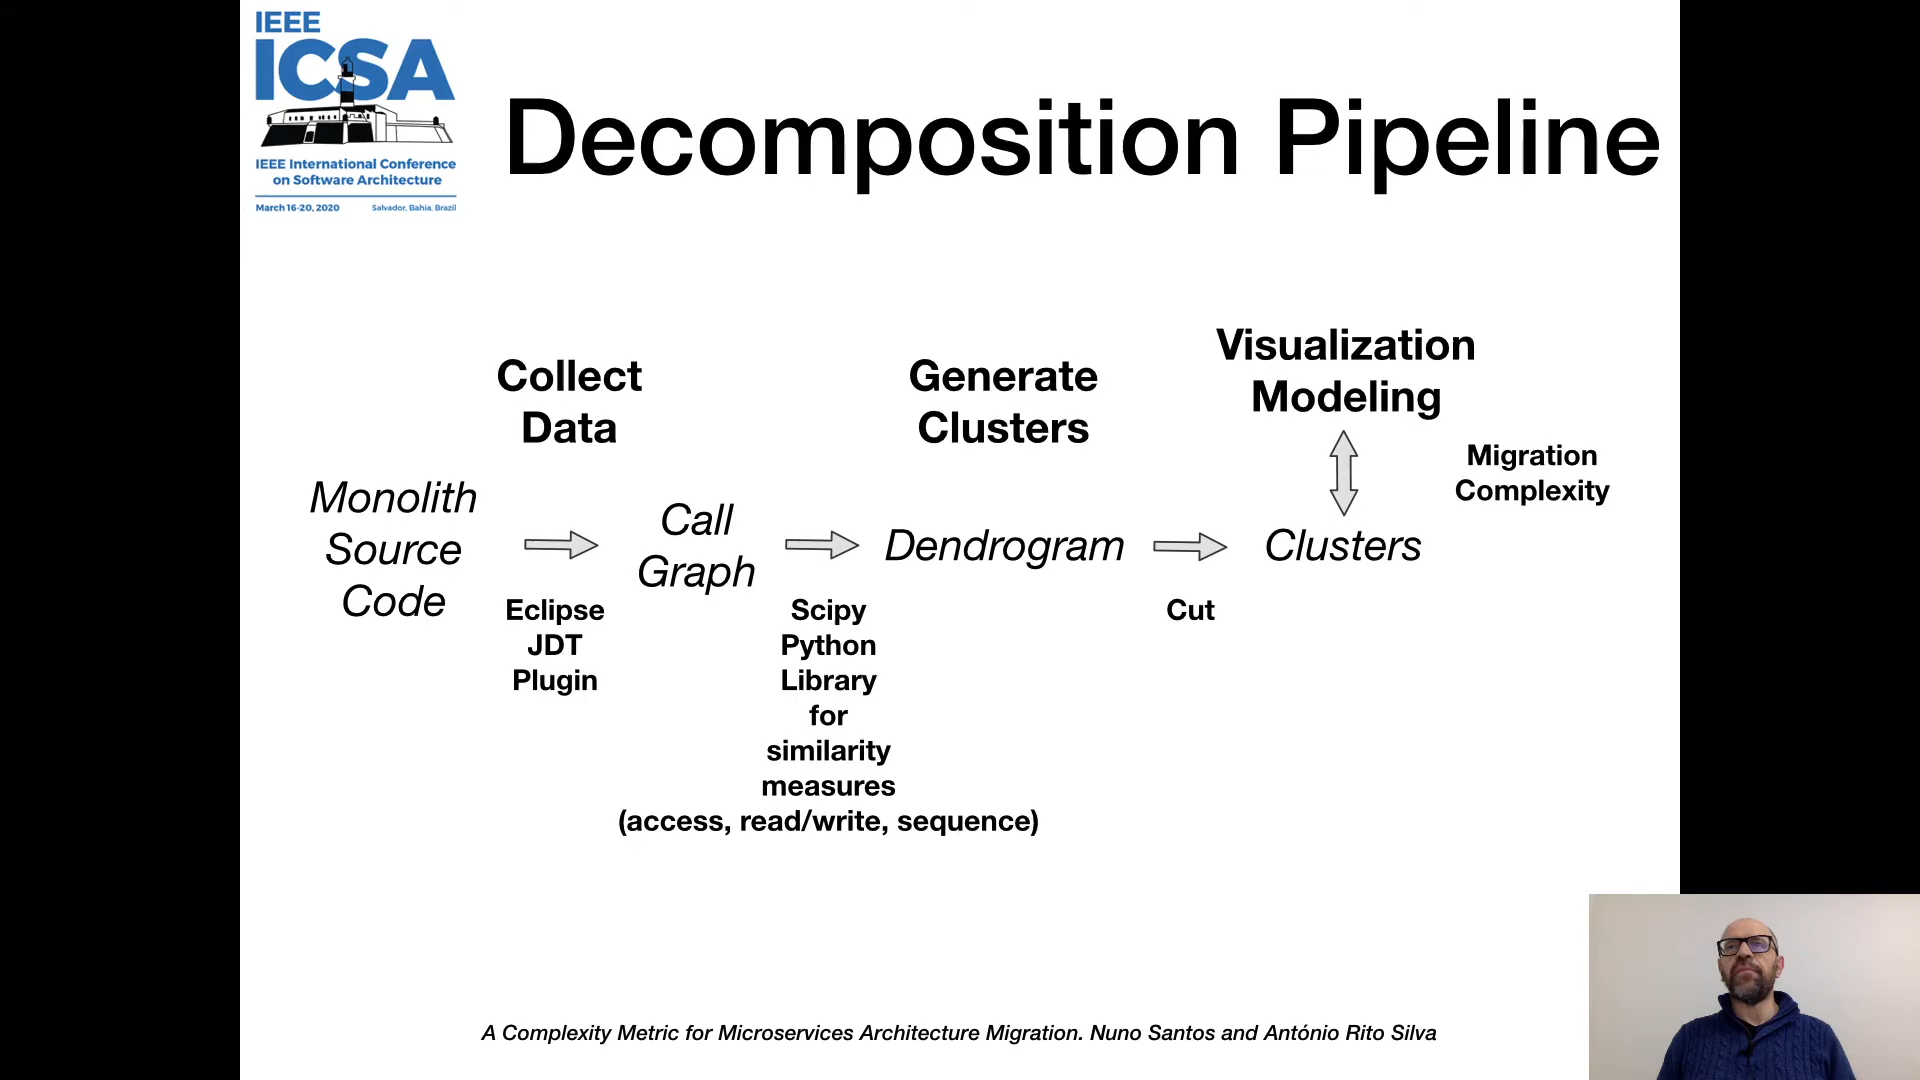 IEEE
ICSA
IEEE International Conference
on Software Architecture
March 16-20, 2020 Salvador, Bahia, Brazil
Decomposition Pipeline
Collect
Data
Generate
Clusters
Visualization
Modeling
Migration
Complexity
Monolith
Source
Code
Call
Graph
Dendrogram
Clusters
Eclipse
JDT
Plugin
Scipy
Python
Library
for
similarity
measures
(access, read/write, sequence)
Cut
A Complexity Metric for Microservices Architecture Migration. Nuno Santos and António Rito Silva